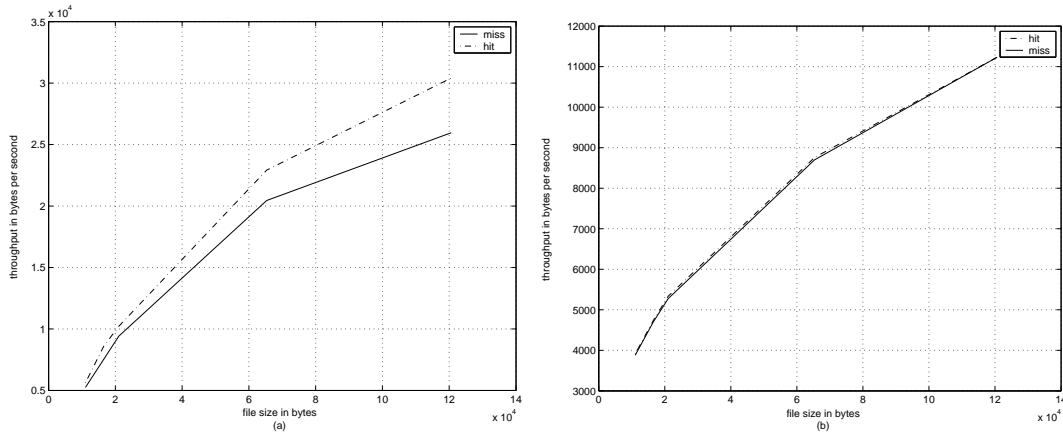 x 10^4
3.5
3
2.5
2
1.5
1
0.5
0
2
4
6
8
10
12
14
x 10^4
throughput in bytes per second
file size in bytes
(a)
miss
hit
12000
11000
10000
9000
8000
7000
6000
5000
4000
3000
0
2
4
6
8
10
12
14
x 10^4
throughput in bytes per second
file size in bytes
(b)
hit
miss